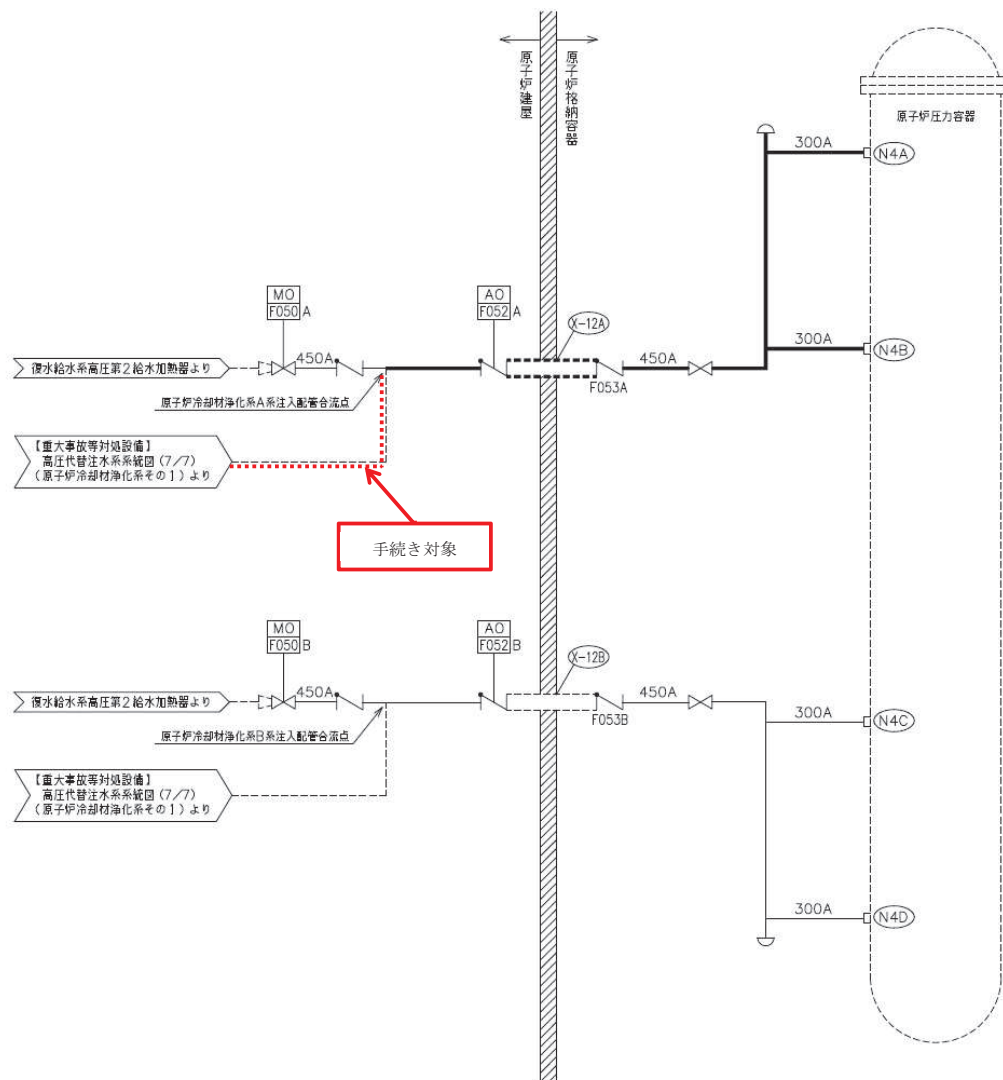 原子炉建屋
原子炉格納容器
原子炉圧力容器
300A
N4A
MO
F050 A
AO
F052 A
X-12A
300A
N4B
復水給水系高圧第2給水加熱器より
450A
450A
F053A
原子炉冷却材浄化系A系注入配管合流点
【重大事故等対処設備】
高圧代替注水系系統図(7/7)
(原子炉冷却材浄化系その1)より
手続き対象
MO
F050 B
AO
F052 B
X-12B
復水給水系高圧第2給水加熱器より
450A
450A
300A
N4C
F053B
原子炉冷却材浄化系B系注入配管合流点
【重大事故等対処設備】
高圧代替注水系系統図(7/7)
(原子炉冷却材浄化系その1)より
300A
N4D